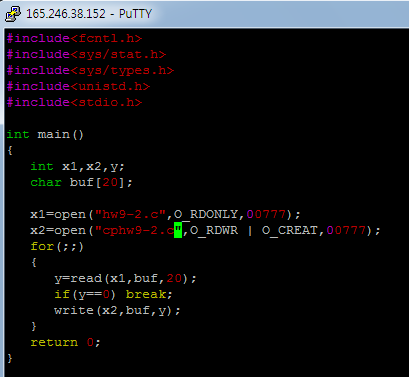 165.246.38.152 - PuTTY
#include<fcntl.h>
#include<sys/stat.h>
#include<sys/types.h>
#include<unistd.h>
#include<stdio.h>
int main()
{
int x1,x2,y;
char buf[20];
x1=open("hw9-2.c",O_RDONLY,00777);
x2=open("cphw9-2.c",O_RDWR | O_CREAT,00777);
for(;;)
{
y=read(x1,buf,20);
if(y==0) break;
write(x2,buf,y);
}
return 0;
}